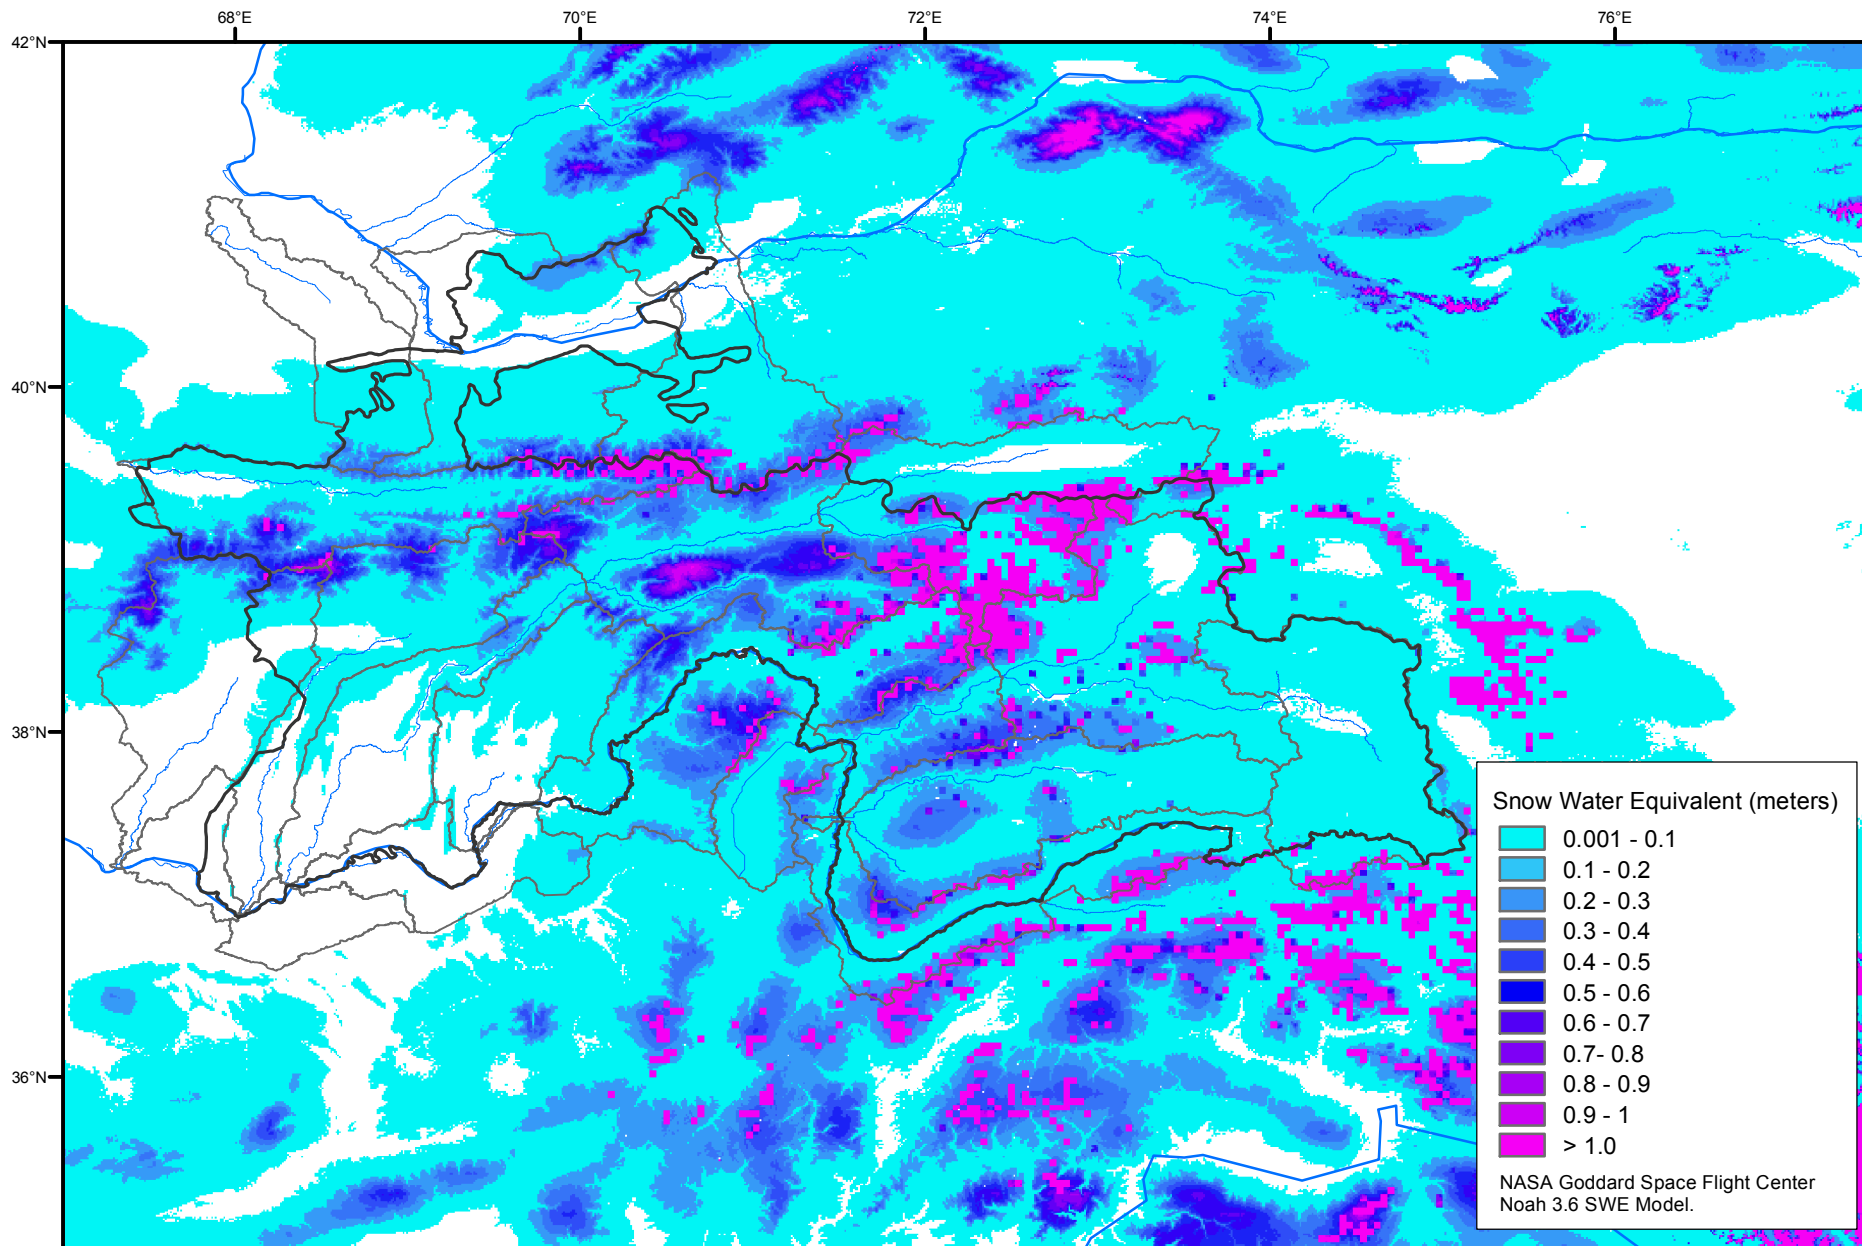 68°E 70°E 72°E 74°E 76°E
42°N
40°N
38°N
36°N
Snow Water Equivalent (meters)
0.001 - 0.1
0.1 - 0.2
0.2 - 0.3
0.3 - 0.4
0.4 - 0.5
0.5 - 0.6
0.6 - 0.7
0.7- 0.8
0.8 - 0.9
0.9 - 1
> 1.0
NASA Goddard Space Flight Center
Noah 3.6 SWE Model.